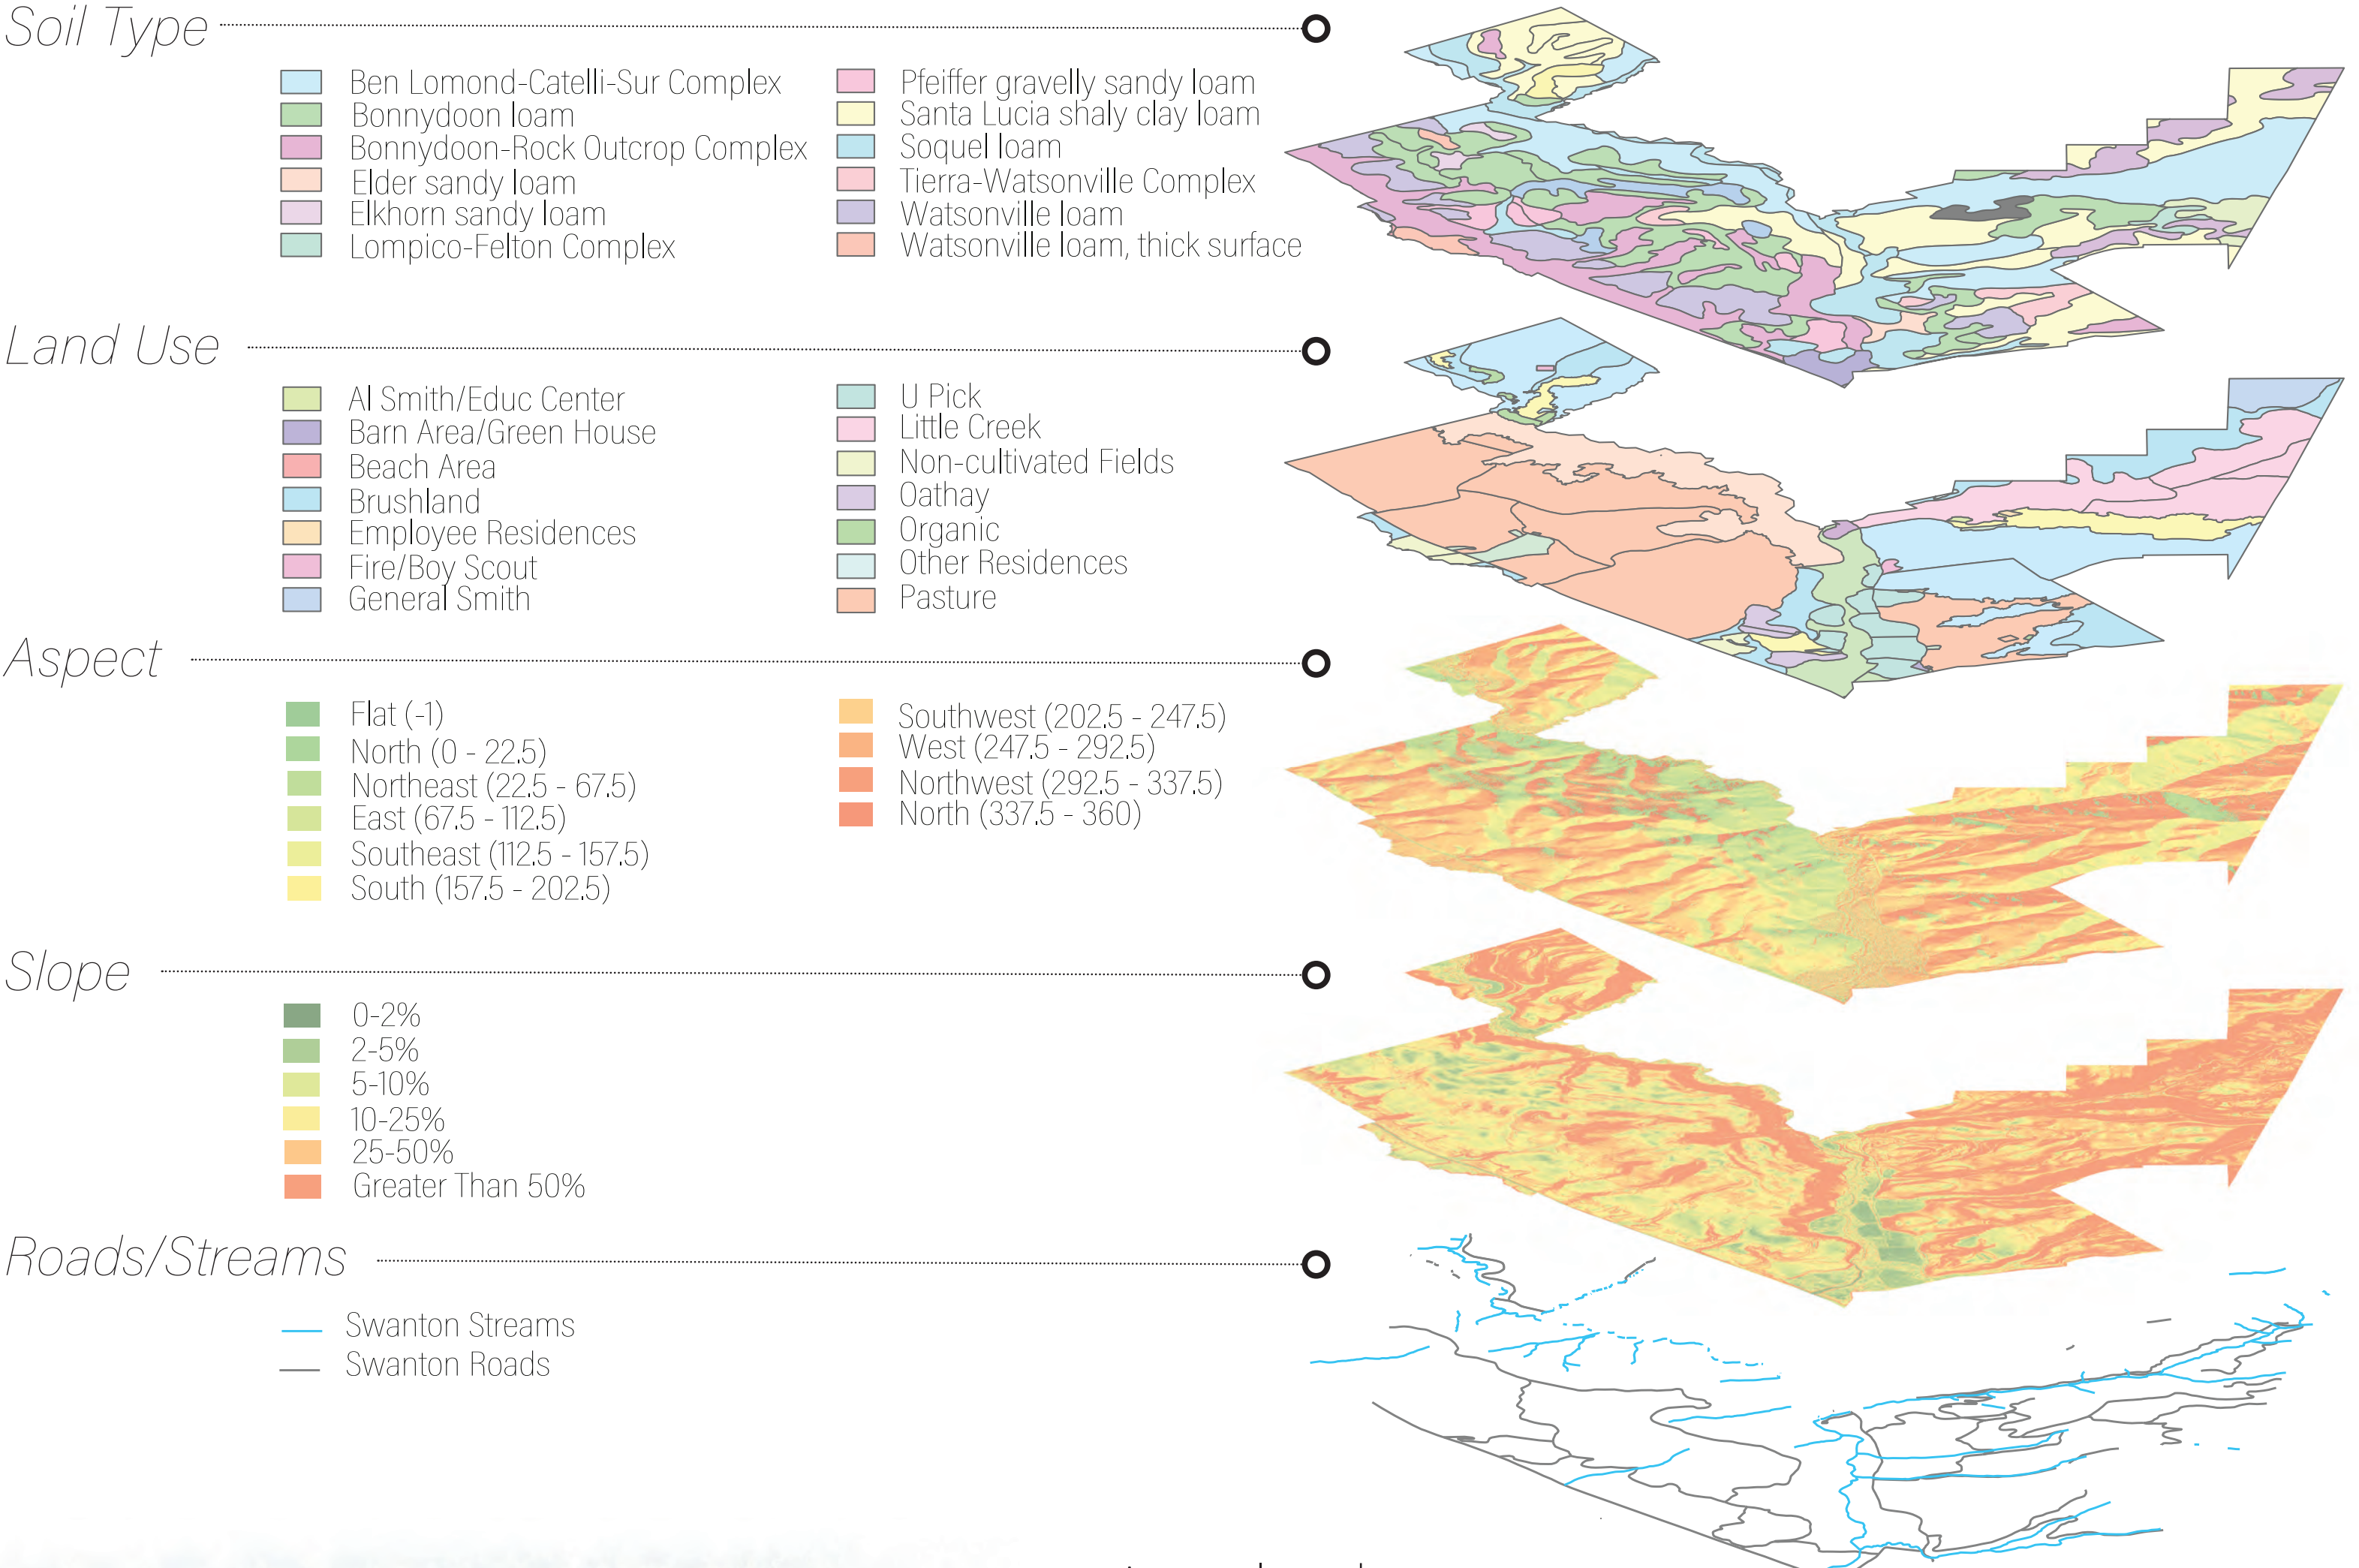 Soil Type
Ben Lomond-Catelli-Sur Complex
Bonnydoon loam
Bonnydoon-Rock Outcrop Complex
Elder sandy loam
Elkhorn sandy loam
Lompico-Felton Complex
Pfeiffer gravelly sandy loam
Santa Lucia shaly clay loam
Soquel loam
Tierra-Watsonville Complex
Watsonville loam
Watsonville loam, thick surface
Land Use
Al Smith/Educ Center
Barn Area/Green House
Beach Area
Brushland
Employee Residences
Fire/Boy Scout
General Smith
U Pick
Little Creek
Non-cultivated Fields
Oathay
Organic
Other Residences
Pasture
Aspect
Flat (-1)
North (0 - 22.5)
Northeast (22.5 - 67.5)
East (67.5 - 112.5)
Southeast (112.5 - 157.5)
South (157.5 - 202.5)
Southwest (202.5 - 247.5)
West (247.5 - 292.5)
Northwest (292.5 - 337.5)
North (337.5 - 360)
Slope
0-2%
2-5%
5-10%
10-25%
25-50%
Greater Than 50%
Roads/Streams
Swanton Streams
Swanton Roads